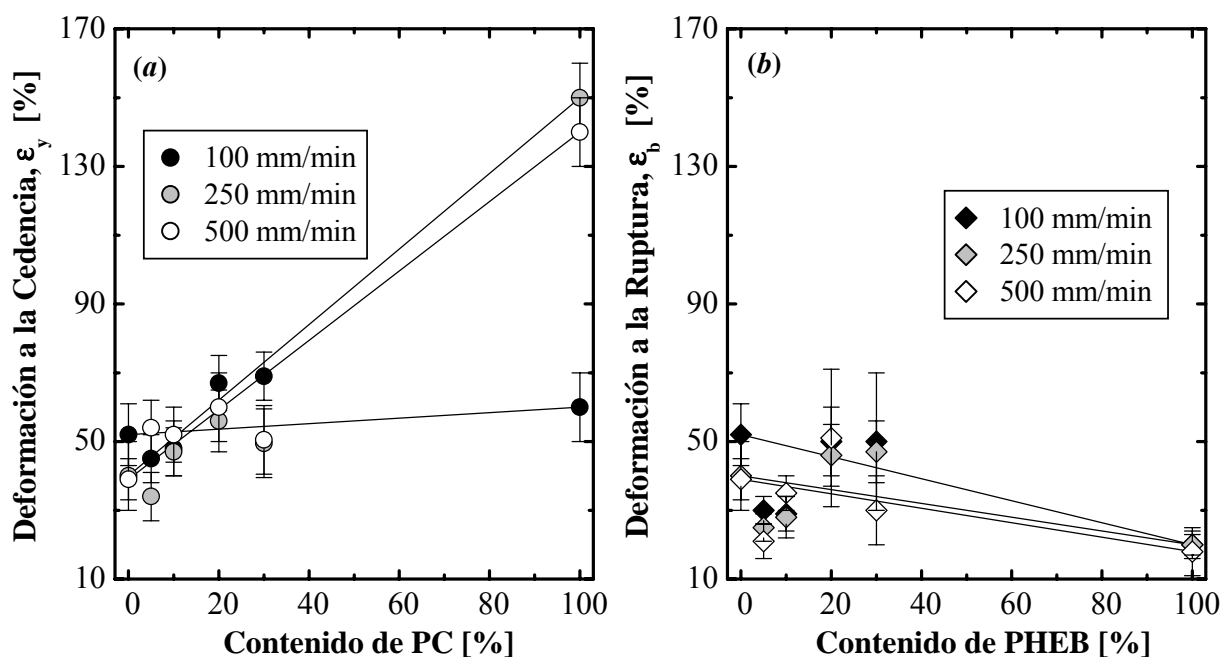 (a)
Deformación a la Cedencia, εy [%]
170
130
90
50
10
100 mm/min
250 mm/min
500 mm/min
0 20 40 60 80 100
Contenido de PC [%]
(b)
Deformación a la Ruptura, εb [%]
170
130
90
50
10
100 mm/min
250 mm/min
500 mm/min
0 20 40 60 80 100
Contenido de PHEB [%]